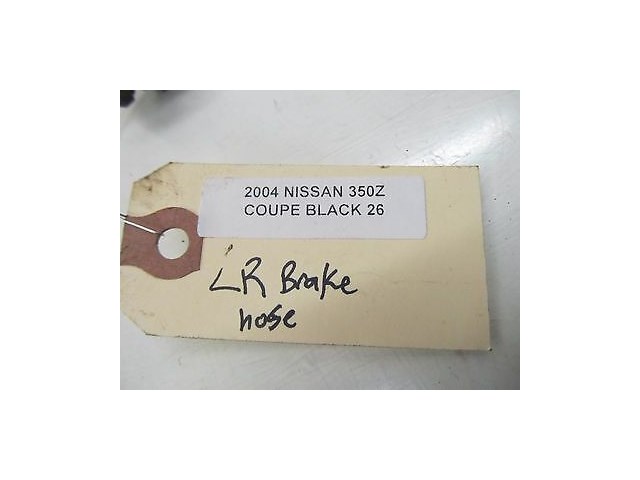 2004 NISSAN 350Z
COUPE BLACK 26
LR Brake
hose